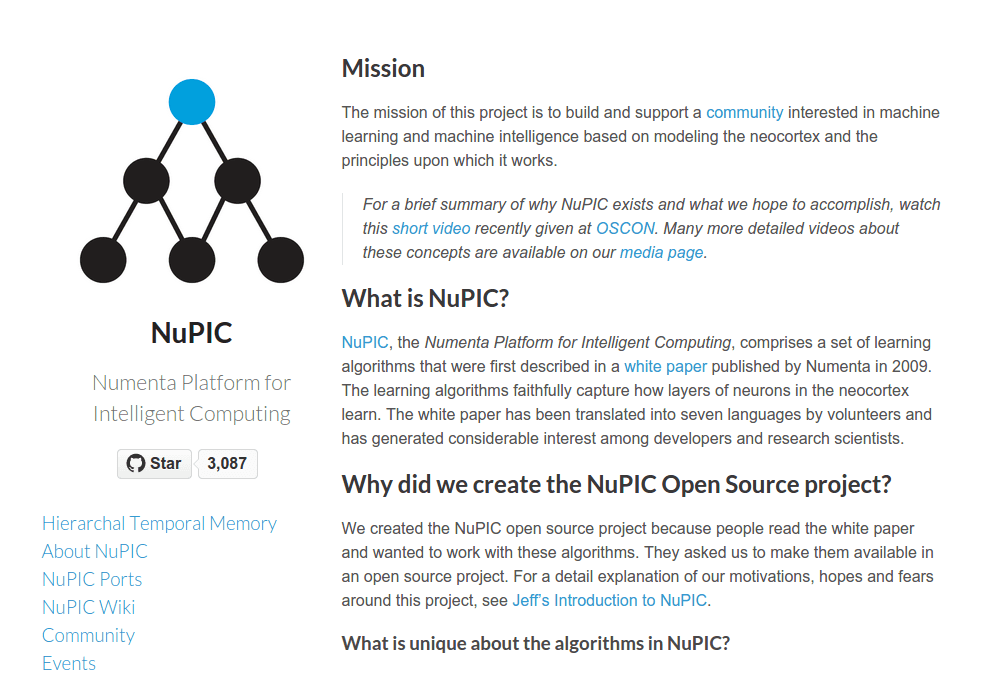 NuPIC
Numenta Platform for
Intelligent Computing
Star 3,087
Hierarchal Temporal Memory
About NuPIC
NuPIC Ports
NuPIC Wiki
Community
Events
Mission
The mission of this project is to build and support a community interested in machine
learning and machine intelligence based on modeling the neocortex and the
principles upon which it works.
For a brief summary of why NuPIC exists and what we hope to accomplish, watch
this short video recently given at OSCON. Many more detailed videos about
these concepts are available on our media page.
What is NuPIC?
NuPIC, the Numenta Platform for Intelligent Computing, comprises a set of learning
algorithms that were first described in a white paper published by Numenta in 2009.
The learning algorithms faithfully capture how layers of neurons in the neocortex
learn. The white paper has been translated into seven languages by volunteers and
has generated considerable interest among developers and research scientists.
Why did we create the NuPIC Open Source project?
We created the NuPIC open source project because people read the white paper
and wanted to work with these algorithms. They asked us to make them available in
an open source project. For a detail explanation of our motivations, hopes and fears
around this project, see Jeff's Introduction to NuPIC.
What is unique about the algorithms in NuPIC?